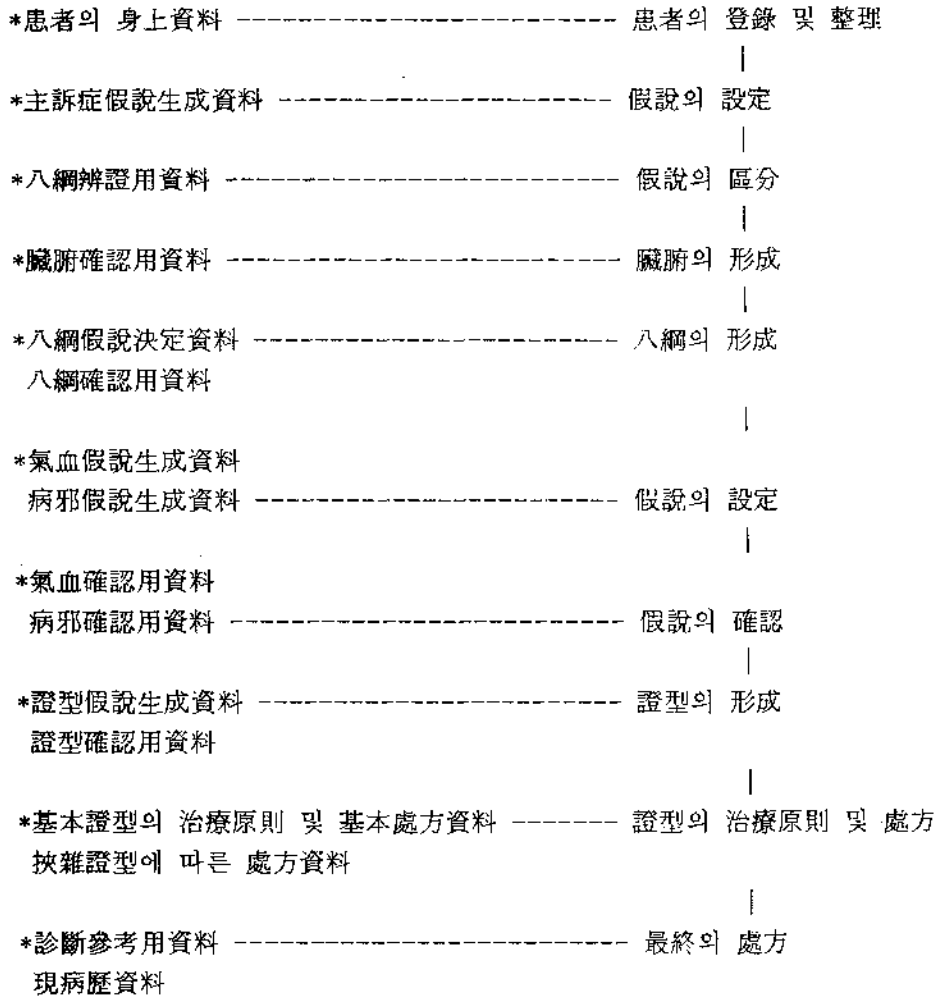 *患者의 身上資料 ------------------------ 患者의 登錄 및 整理
*主訴症假說生成資料 --------------------- 假說의 設定
*八綱辨證用資料 ------------------------- 假說의 區分
*臟腑確認用資料 ------------------------- 臟腑의 形成
*八綱假說決定資料 ----------------------- 八綱의 形成
八綱確認用資料
*氣血假說生成資料
病邪假說生成資料 ----------------------- 假說의 設定
*氣血確認用資料
病邪確認用資料 ------------------------- 假說의 確認
*證型假說生成資料 ----------------------- 證型의 形成
證型確認用資料
*基本證型의 治療原則 및 基本處方資料 ------- 證型의 治療原則 및 處方
挾雜證型에 따른 處方資料
*診斷參考用資料 ------------------------- 最終의 處方
現病歷資料